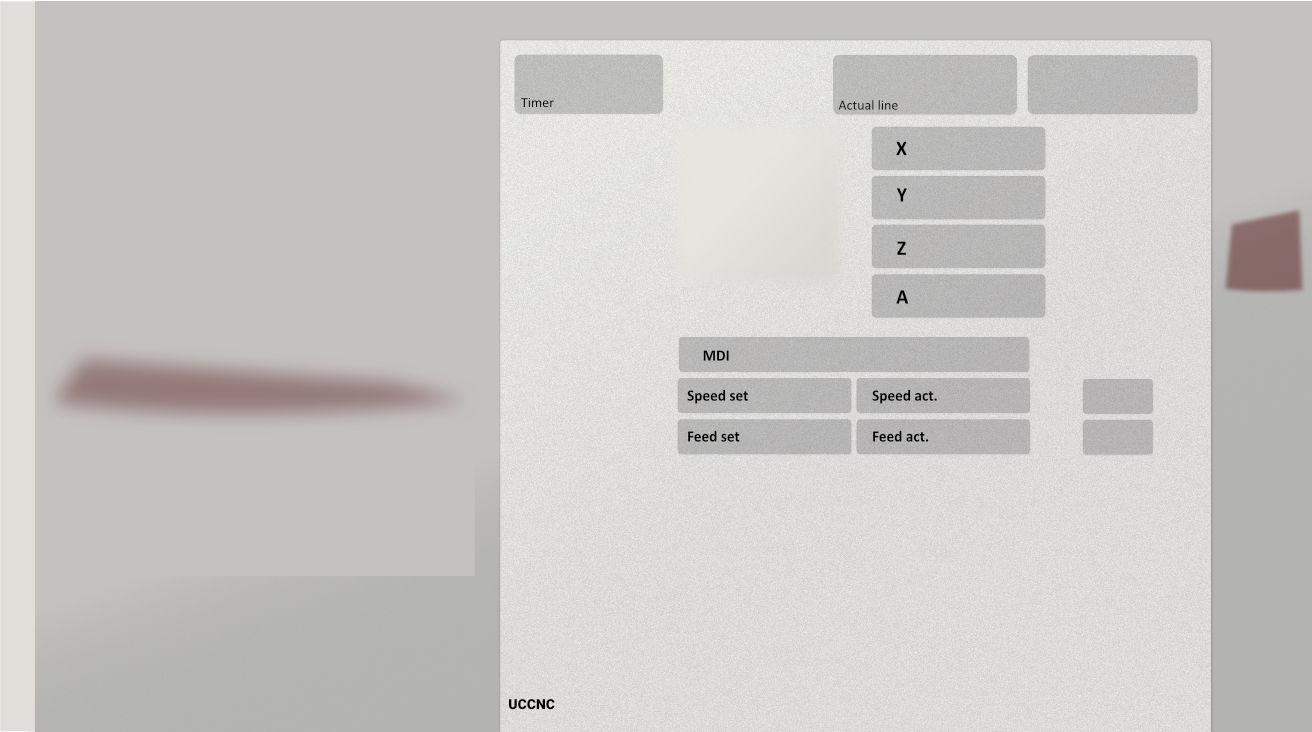 Timer
Actual line
X
Y
Z
A
MDI
Speed set
Speed act.
Feed set
Feed act.
UCCNC